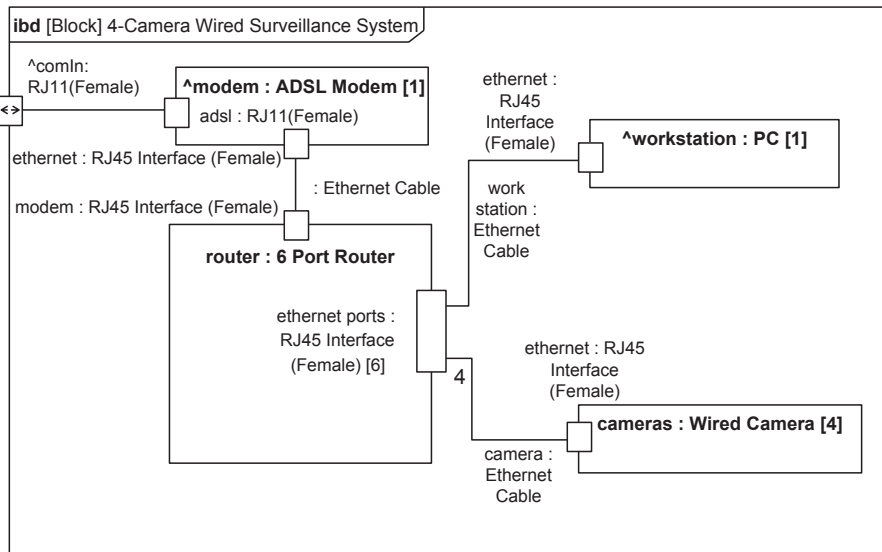 ibd [Block] 4-Camera Wired Surveillance System
^comIn:
RJ11(Female)
^modem : ADSL Modem [1]
adsl : RJ11(Female)
ethernet : RJ45 Interface (Female)
: Ethernet Cable
modem : RJ45 Interface (Female)
router : 6 Port Router
ethernet ports :
RJ45 Interface
(Female) [6]
4
ethernet :
RJ45
Interface
(Female)
^workstation : PC [1]
work
station :
Ethernet
Cable
ethernet : RJ45
Interface
(Female)
cameras : Wired Camera [4]
camera :
Ethernet
Cable